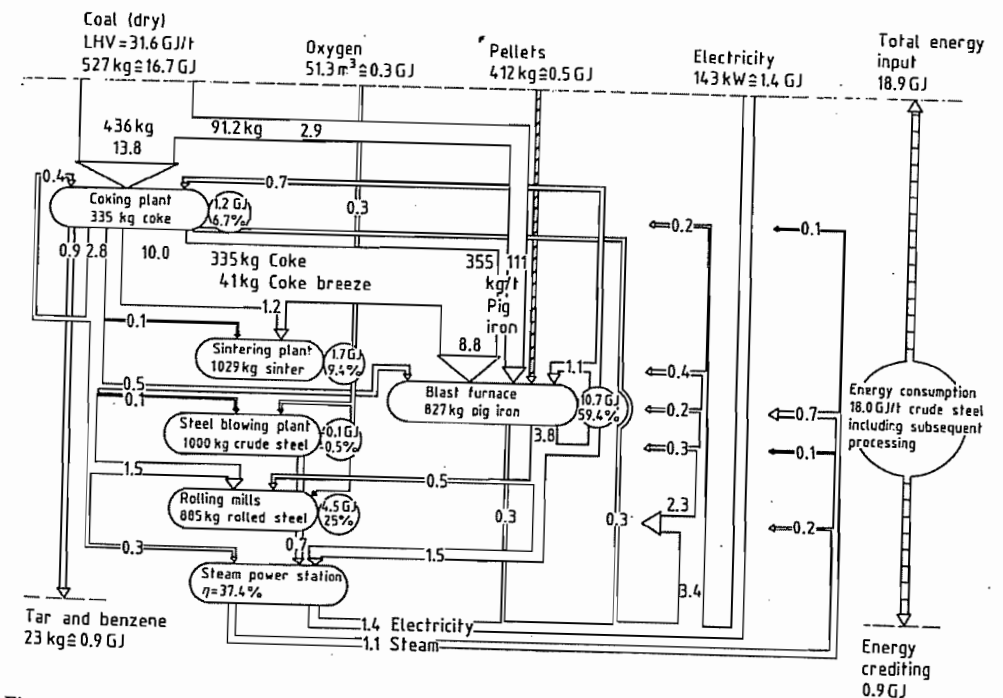 Coal (dry)
LHV=31.6 GJ/t
527 kg≙16.7 GJ
Oxygen
51.3 m³≙0.3 GJ
Pellets
412 kg≙0.5 GJ
Electricity
143 kW≙1.4 GJ
Total energy
input
18.9 GJ
436 kg
13.8
91.2 kg
2.9
0.4
0.7
Coking plant
335 kg coke
1.2 GJ
6.7%
0.3
0.2
0.1
0.9
2.8
10.0
335 kg Coke
41 kg Coke breeze
355
111
kg/t
Pig
iron
1.2
0.1
8.8
Sintering plant
1029 kg sinter
1.7 GJ
9.4%
1.1
0.4
0.5
0.1
Blast furnace
827 kg pig iron
10.7 GJ
59.4%
0.2
0.7
Energy consumption
18.0 GJ/t crude steel
including subsequent
processing
Steel blowing plant
1000 kg crude steel
-0.1 GJ
-0.5%
3.8
0.3
0.1
1.5
0.5
Rolling mills
885 kg rolled steel
4.5 GJ
25%
2.3
0.3
0.3
0.2
0.3
0.7
1.5
Steam power station
η=37.4%
3.4
1.4 Electricity
1.1 Steam
Tar and benzene
23 kg≙0.9 GJ
Energy
crediting
0.9 GJ